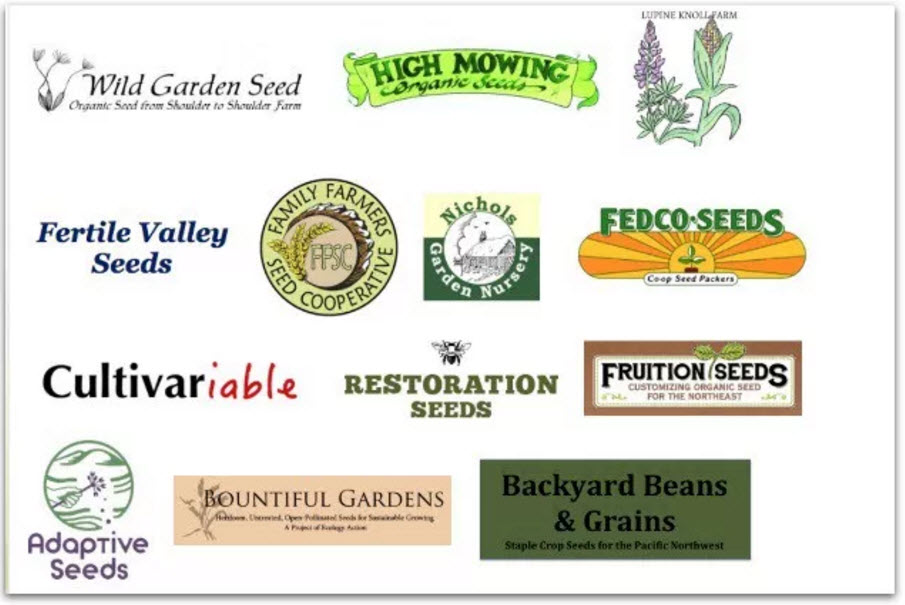 Wild Garden Seed
Organic Seed from Shoulder to Shoulder Farm
HIGH MOWING
Organic Seeds
LUPINE KNOLL FARM
Fertile Valley
Seeds
FAMILY FARMERS
SEED COOPERATIVE
FFSC
Nichols
Garden Nursery
FEDCO·SEEDS
Co-op Seed Packers
Cultivariable
RESTORATION
SEEDS
FRUITION SEEDS
CUSTOMIZING ORGANIC SEED
FOR THE NORTHEAST
Adaptive
Seeds
BOUNTIFUL GARDENS
Heirloom, Untreated, Open-Pollinated Seeds for Sustainable Growing
A Project of Ecology Action
Backyard Beans
& Grains
Staple Crop Seeds for the Pacific Northwest